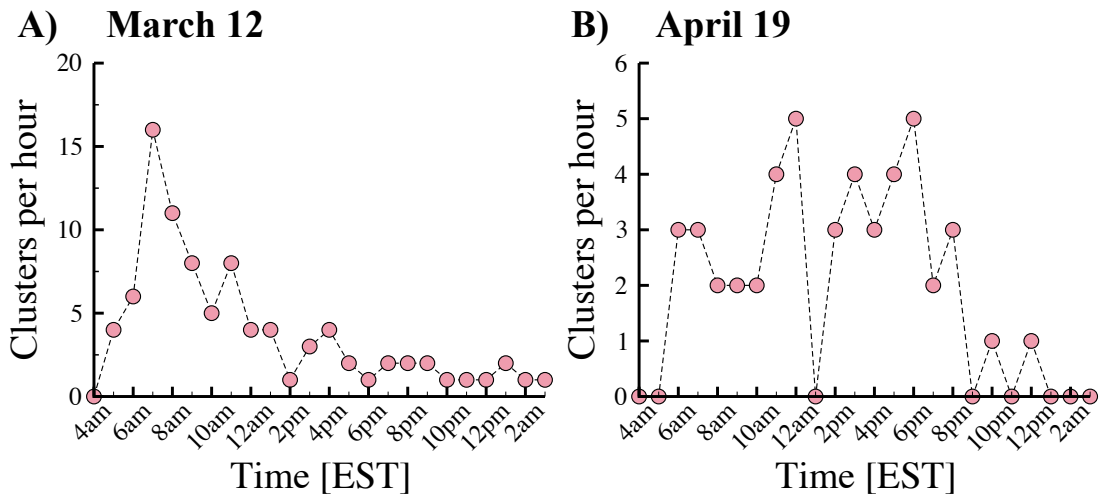 A) March 12
Clusters per hour
20
15
10
5
0
4am
6am
8am
10am
12am
2pm
4pm
6pm
8pm
10pm
12pm
2am
Time [EST]
B) April 19
Clusters per hour
6
5
4
3
2
1
0
4am
6am
8am
10am
12am
2pm
4pm
6pm
8pm
10pm
12pm
2am
Time [EST]